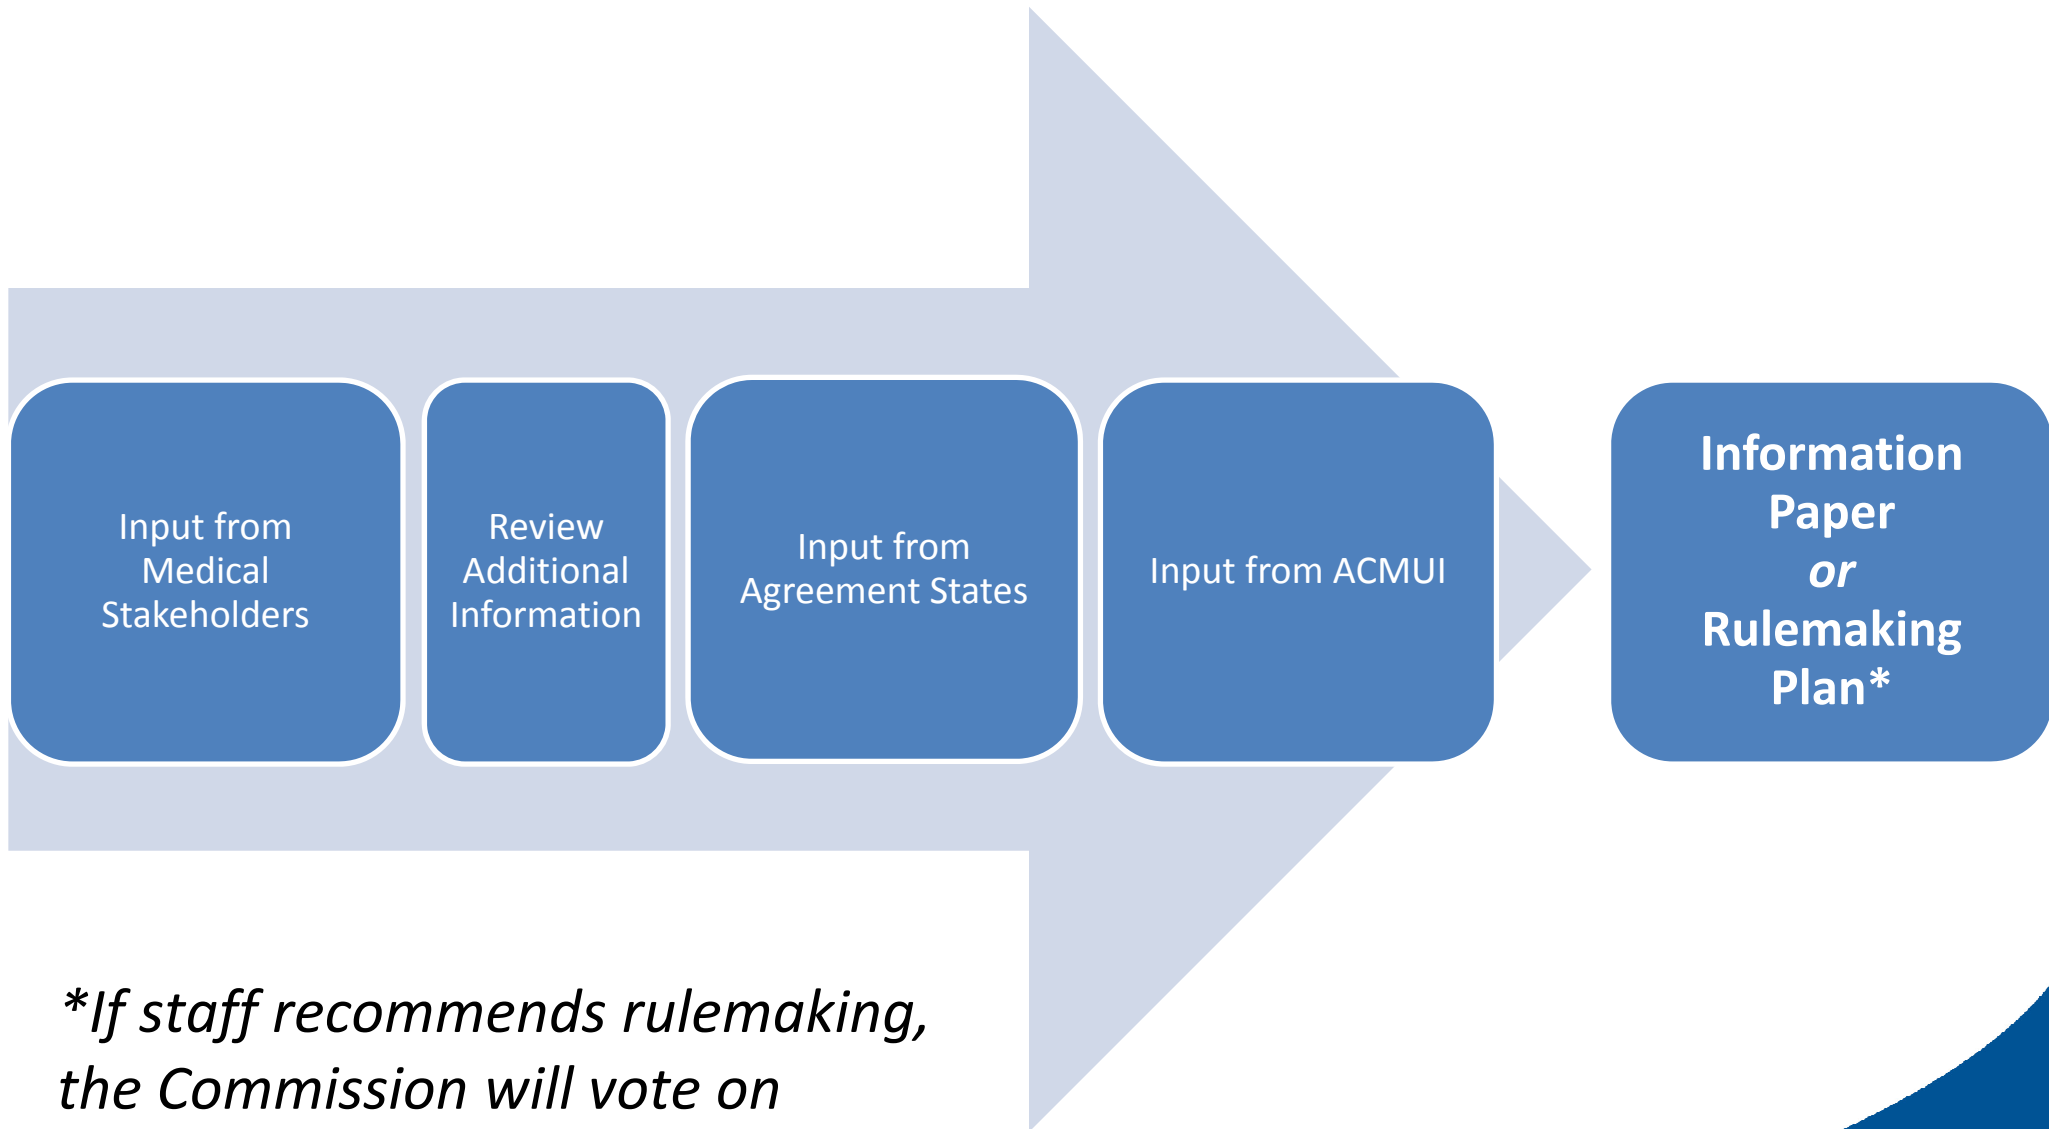 Input from
Medical
Stakeholders
Review
Additional
Information
Input from
Agreement States
Input from ACMUI
Information
Paper
or
Rulemaking
Plan*
*If staff recommends rulemaking,
the Commission will vote on